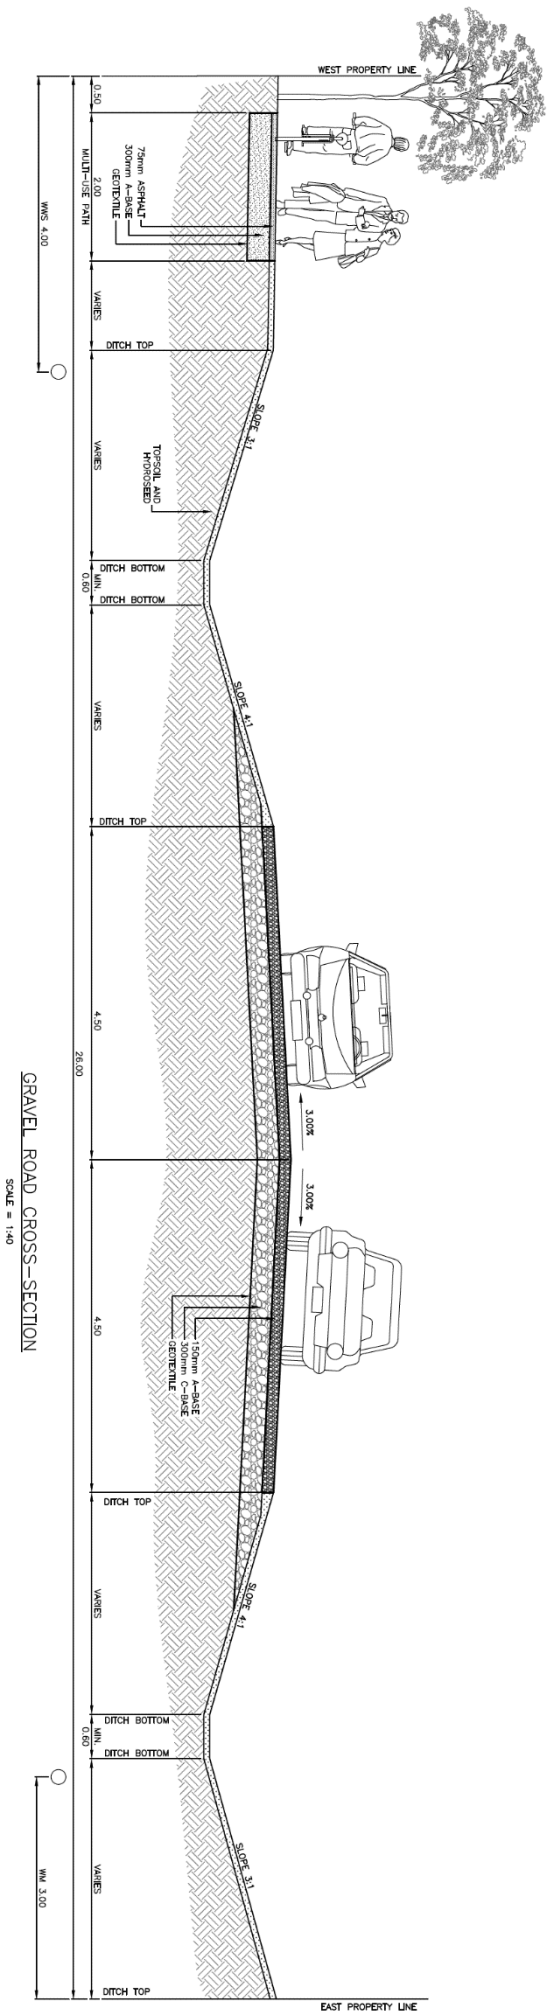 WEST PROPERTY LINE
0.50
2.00
MULTI-USE PATH
75mm ASPHALT
300mm A-BASE
GEOTEXTILE
WWS 4.00
VARIES
DITCH TOP
SLOPE 3:1
VARIES
TOPSOIL AND
HYDROSEED
DITCH BOTTOM
MIN.
0.60
DITCH BOTTOM
SLOPE 4:1
VARIES
DITCH TOP
4.50
26.00
3.00%
3.00%
4.50
150mm A-BASE
300mm C-BASE
GEOTEXTILE
DITCH TOP
SLOPE 4:1
VARIES
DITCH BOTTOM
MIN.
0.60
DITCH BOTTOM
SLOPE 3:1
VARIES
WM 3.00
DITCH TOP
EAST PROPERTY LINE
GRAVEL ROAD CROSS-SECTION
SCALE = 1:40